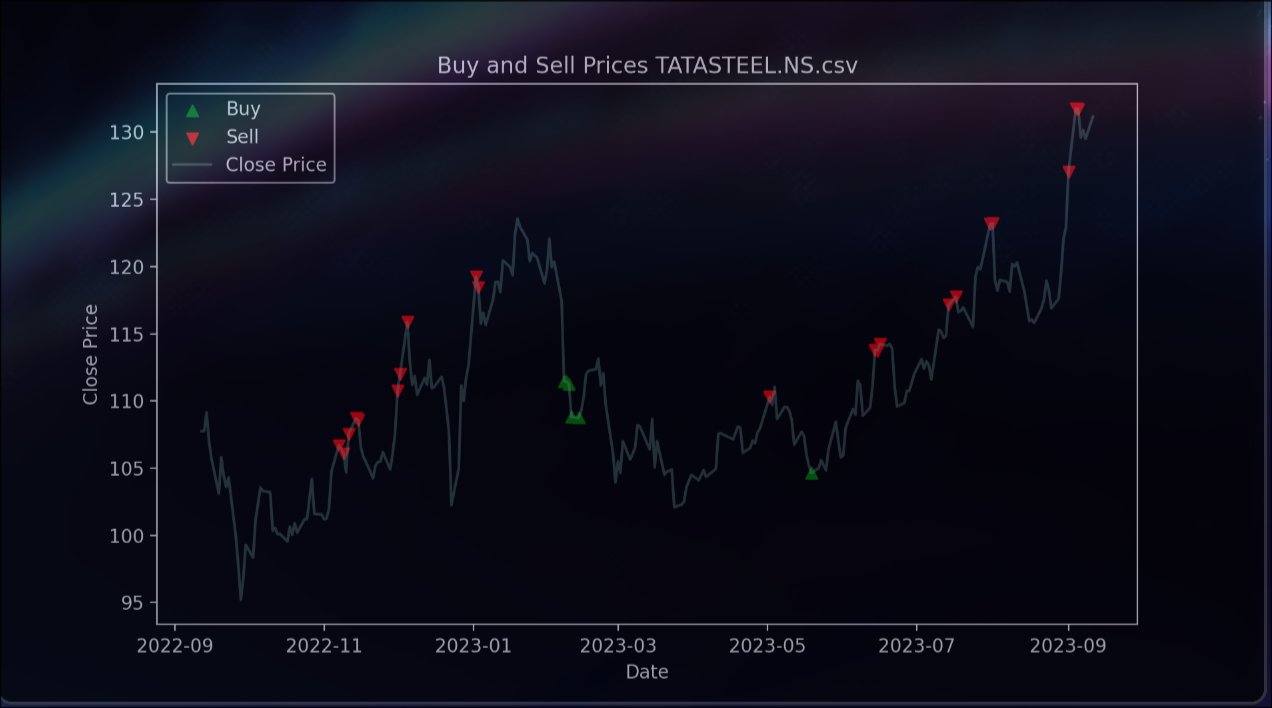 Buy and Sell Prices TATASTEEL.NS.csv
Buy
Sell
Close Price
130
125
120
115
110
105
100
95
Close Price
2022-09 2022-11 2023-01 2023-03 2023-05 2023-07 2023-09
Date